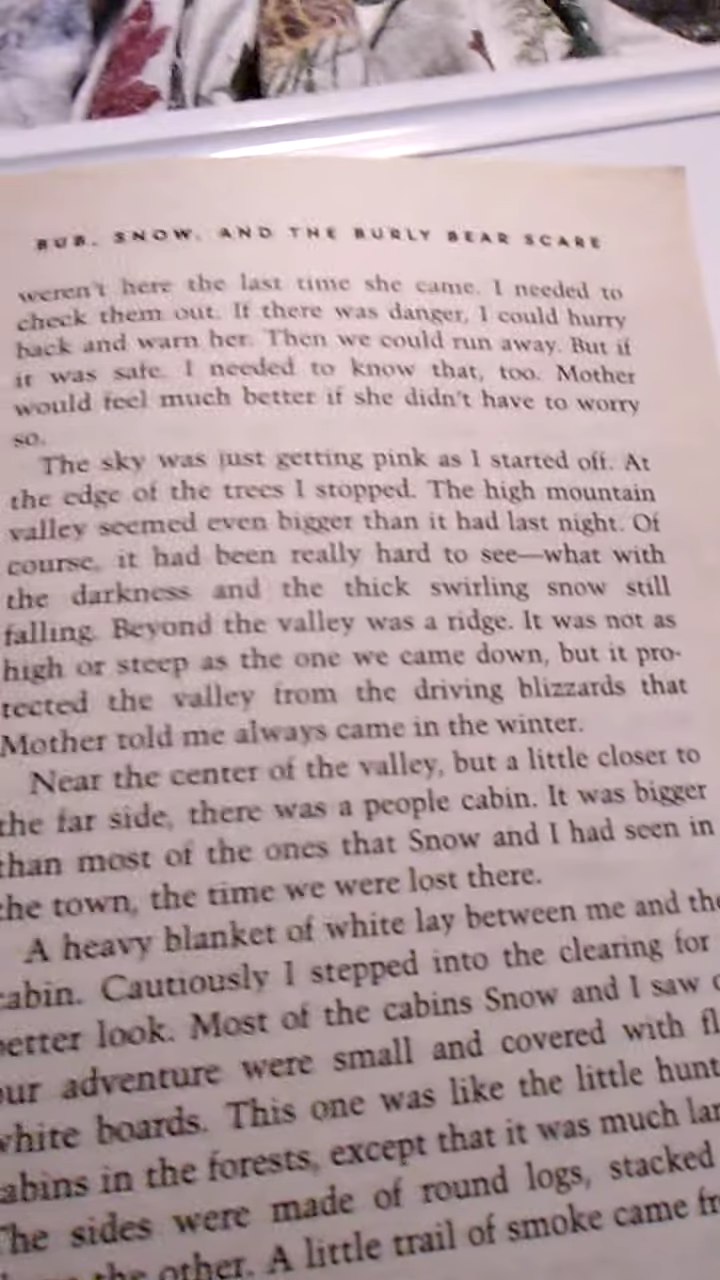 BUB, SNOW, AND THE BURLY BEAR SCARE
weren't here the last time she came. I needed to
check them out. If there was danger, I could hurry
back and warn her. Then we could run away. But if
it was safe, I needed to know that, too. Mother
would feel much better if she didn't have to worry
so.
The sky was just getting pink as I started off. At
the edge of the trees I stopped. The high mountain
valley seemed even bigger than it had last night. Of
course, it had been really hard to see—what with
the darkness and the thick swirling snow still
falling. Beyond the valley was a ridge. It was not as
high or steep as the one we came down, but it pro-
tected the valley from the driving blizzards that
Mother told me always came in the winter.
Near the center of the valley, but a little closer to
the far side, there was a people cabin. It was bigger
than most of the ones that Snow and I had seen in
the town, the time we were lost there.
A heavy blanket of white lay between me and the
cabin. Cautiously I stepped into the clearing for
better look. Most of the cabins Snow and I saw
our adventure were small and covered with
white boards. This one was like the little
cabins in the forests, except that it was much
The sides were made of round logs, stacked
the other. A little trail of smoke came